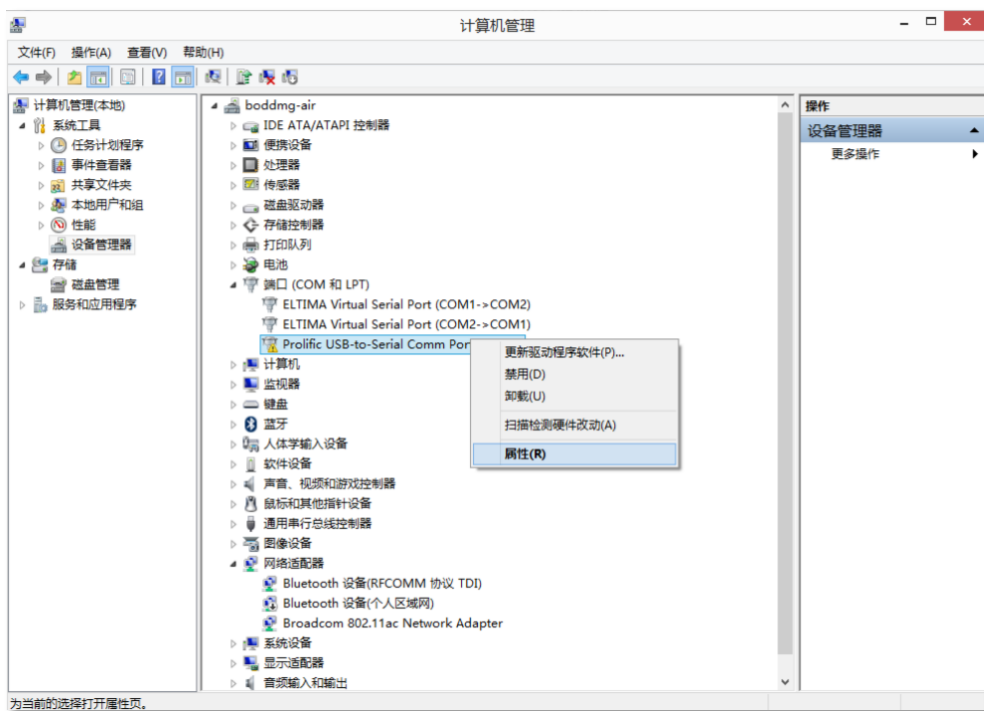 计算机管理
文件(F) 操作(A) 查看(V) 帮助(H)
计算机管理(本地)
系统工具
任务计划程序
事件查看器
共享文件夹
本地用户和组
性能
设备管理器
存储
磁盘管理
服务和应用程序
boddmg-air
IDE ATA/ATAPI 控制器
便携设备
处理器
传感器
磁盘驱动器
存储控制器
打印队列
电池
端口 (COM 和 LPT)
ELTIMA Virtual Serial Port (COM1->COM2)
ELTIMA Virtual Serial Port (COM2->COM1)
Prolific USB-to-Serial Comm Por
计算机
监视器
键盘
蓝牙
人体学输入设备
软件设备
声音、视频和游戏控制器
鼠标和其他指针设备
通用串行总线控制器
图像设备
网络适配器
Bluetooth 设备(RFCOMM 协议 TDI)
Bluetooth 设备(个人区域网)
Broadcom 802.11ac Network Adapter
系统设备
显示适配器
音频输入和输出
更新驱动程序软件(P)...
禁用(D)
卸载(U)
扫描检测硬件改动(A)
属性(R)
操作
设备管理器
更多操作
为当前的选择打开属性页。